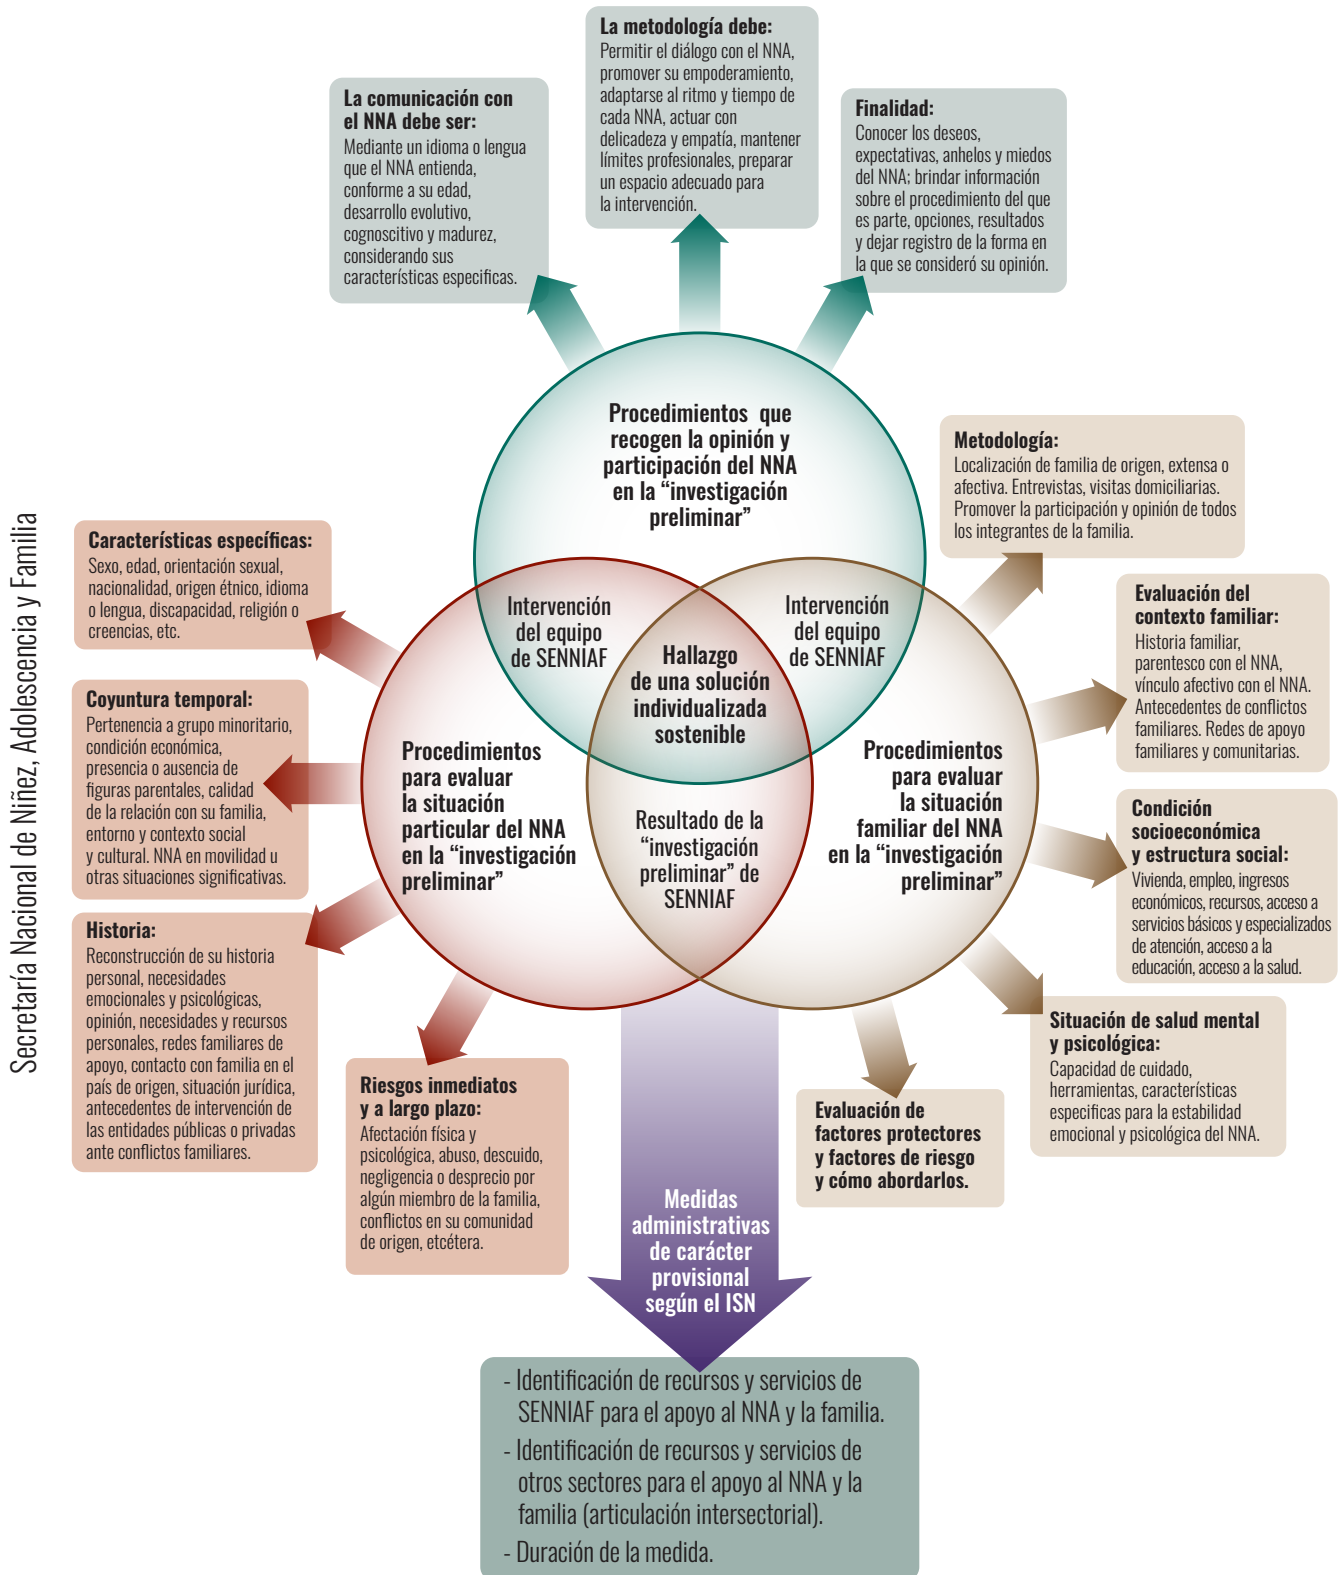 Secretaría Nacional de Niñez, Adolescencia y Familia
La comunicación con
el NNA debe ser:
Mediante un idioma o lengua
que el NNA entienda,
conforme a su edad,
desarrollo evolutivo,
cognoscitivo y madurez,
considerando sus
características especificas.
La metodología debe:
Permitir el diálogo con el NNA,
promover su empoderamiento,
adaptarse al ritmo y tiempo de
cada NNA, actuar con
delicadeza y empatía, mantener
límites profesionales, preparar
un espacio adecuado para
la intervención.
Finalidad:
Conocer los deseos,
expectativas, anhelos y miedos
del NNA; brindar información
sobre el procedimiento del que
es parte, opciones, resultados
y dejar registro de la forma en
la que se consideró su opinión.
Procedimientos que
recogen la opinión y
participación del NNA
en la “investigación
preliminar”
Metodología:
Localización de familia de origen, extensa o
afectiva. Entrevistas, visitas domiciliarias.
Promover la participación y opinión de todos
los integrantes de la familia.
Características específicas:
Sexo, edad, orientación sexual,
nacionalidad, origen étnico, idioma
o lengua, discapacidad, religión o
creencias, etc.
Intervención
del equipo
de SENNIAF
Hallazgo
de una solución
individualizada
sostenible
Intervención
del equipo
de SENNIAF
Evaluación del
contexto familiar:
Historia familiar,
parentesco con el NNA,
vínculo afectivo con el NNA.
Antecedentes de conflictos
familiares. Redes de apoyo
familiares y comunitarias.
Coyuntura temporal:
Pertenencia a grupo minoritario,
condición económica,
presencia o ausencia de
figuras parentales, calidad
de la relación con su familia,
entorno y contexto social
y cultural. NNA en movilidad u
otras situaciones significativas.
Procedimientos
para evaluar
la situación
particular del NNA
en la “investigación
preliminar”
Resultado de la
“investigación
preliminar” de
SENNIAF
Procedimientos
para evaluar
la situación
familiar del NNA
en la “investigación
preliminar”
Condición
socioeconómica
y estructura social:
Vivienda, empleo, ingresos
económicos, recursos, acceso a
servicios básicos y especializados
de atención, acceso a la
educación, acceso a la salud.
Historia:
Reconstrucción de su historia
personal, necesidades
emocionales y psicológicas,
opinión, necesidades y recursos
personales, redes familiares de
apoyo, contacto con familia en el
país de origen, situación jurídica,
antecedentes de intervención de
las entidades públicas o privadas
ante conflictos familiares.
Riesgos inmediatos
y a largo plazo:
Afectación física y
psicológica, abuso, descuido,
negligencia o desprecio por
algún miembro de la familia,
conflictos en su comunidad
de origen, etcétera.
Situación de salud mental
y psicológica:
Capacidad de cuidado,
herramientas, características
especificas para la estabilidad
emocional y psicológica del NNA.
Evaluación de
factores protectores
y factores de riesgo
y cómo abordarlos.
Medidas
administrativas
de carácter
provisional
según el ISN
- Identificación de recursos y servicios de
SENNIAF para el apoyo al NNA y la familia.
- Identificación de recursos y servicios de
otros sectores para el apoyo al NNA y la
familia (articulación intersectorial).
- Duración de la medida.